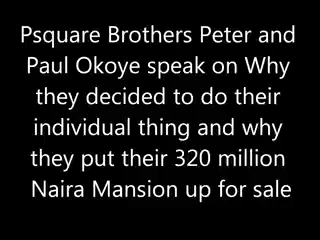 Psquare Brothers Peter and
Paul Okoye speak on Why
they decided to do their
individual thing and why
they put their 320 million
Naira Mansion up for sale